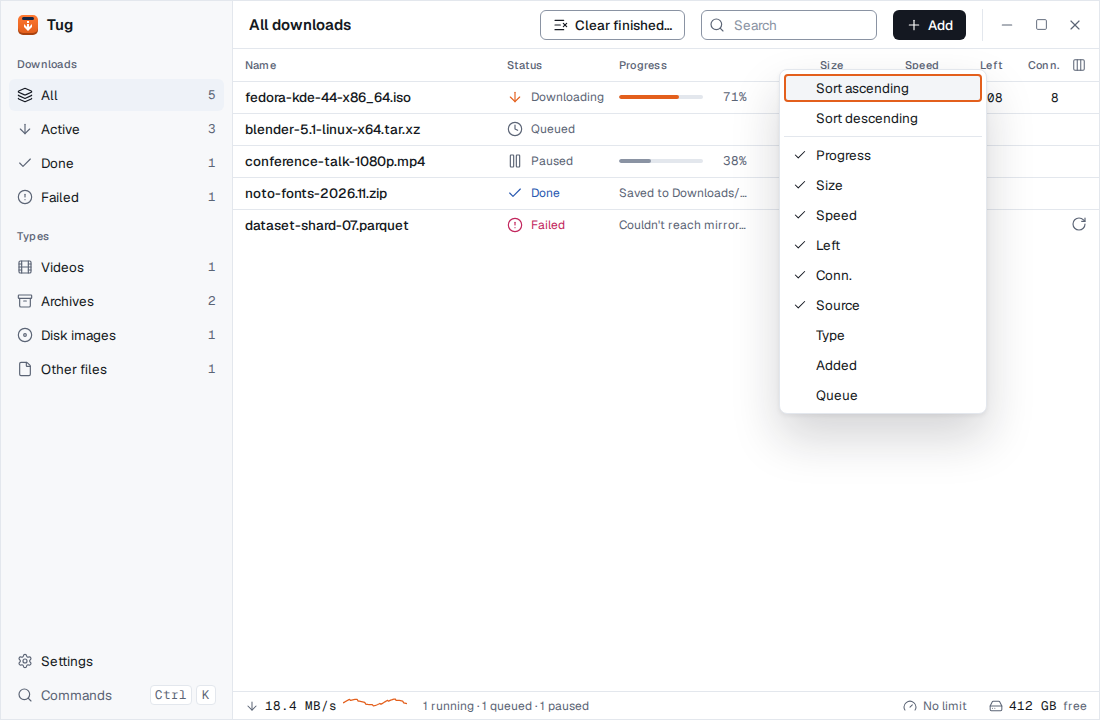 Tug
All downloads
Clear finished...
Search
Add
Downloads
All 5
Active 3
Done 1
Failed 1
Types
Videos 1
Archives 2
Disk images 1
Other files 1
Settings
Commands Ctrl K
Name Status Progress Size Speed Left Conn.
fedora-kde-44-x86_64.iso Downloading 71% 08 8
blender-5.1-linux-x64.tar.xz Queued
conference-talk-1080p.mp4 Paused 38%
noto-fonts-2026.11.zip Done Saved to Downloads/...
dataset-shard-07.parquet Failed Couldn't reach mirror...
Sort ascending
Sort descending
Progress
Size
Speed
Left
Conn.
Source
Type
Added
Queue
18.4 MB/s 1 running · 1 queued · 1 paused No limit 412 GB free